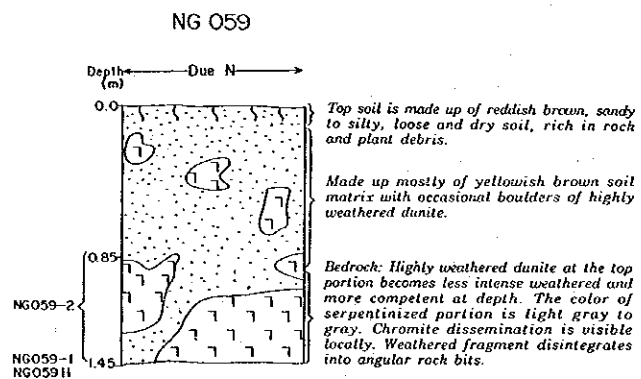 NG 059
Depth
(m)
Due N
0.0
Top soil is made up of reddish brown, sandy
to silty, loose and dry soil, rich in rock
and plant debris.
Made up mostly of yellowish brown soil
matrix with occasional boulders of highly
weathered dunite.
0.85
Bedrock: Highly weathered dunite at the top
portion becomes less intense weathered and
more competent at depth. The color of
serpentinized portion is light gray to
gray. Chromite dissemination is visible
locally. Weathered fragment disintegrates
into angular rock bits.
NG059-2
NG059-1
1.45